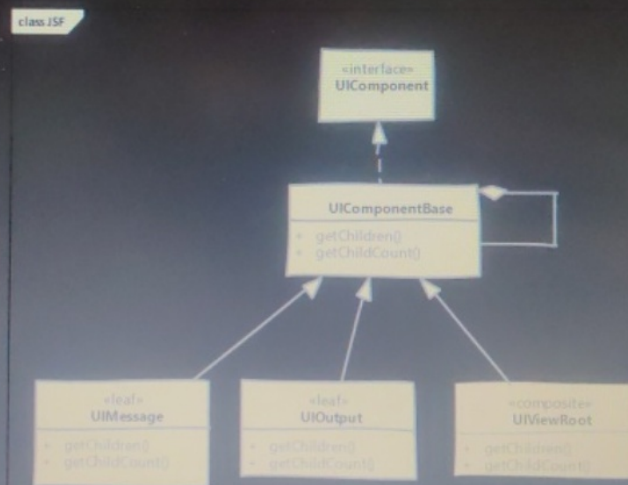 class JSF
«interface»
UIComponent
UIComponentBase
+ getChildren()
+ getChildCount()
«leaf»
UIMessage
+ getChildren()
+ getChildCount()
«leaf»
UIOutput
+ getChildren()
+ getChildCount()
«composite»
UIViewRoot
+ getChildren()
+ getChildCount()